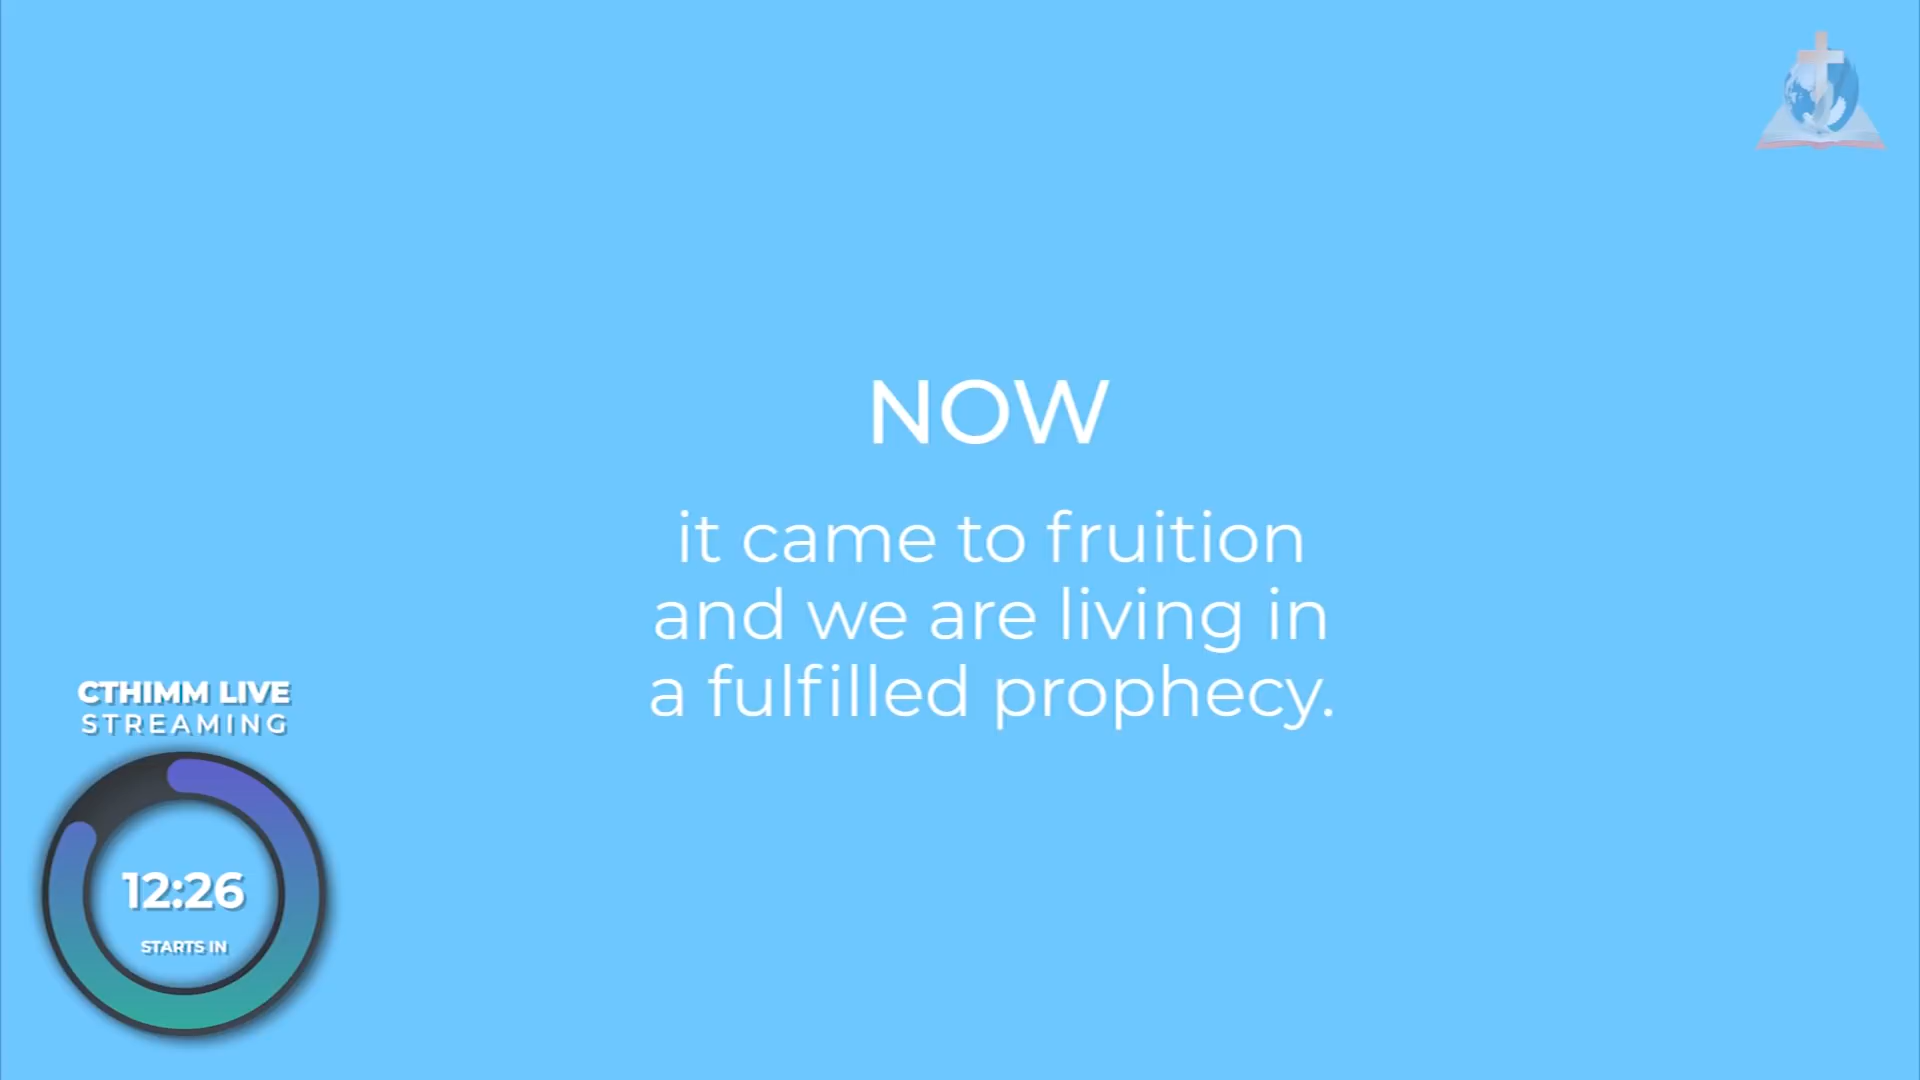 NOW
it came to fruition
and we are living in
a fulfilled prophecy.
CTHIMM LIVE
STREAMING
12:26
STARTS IN